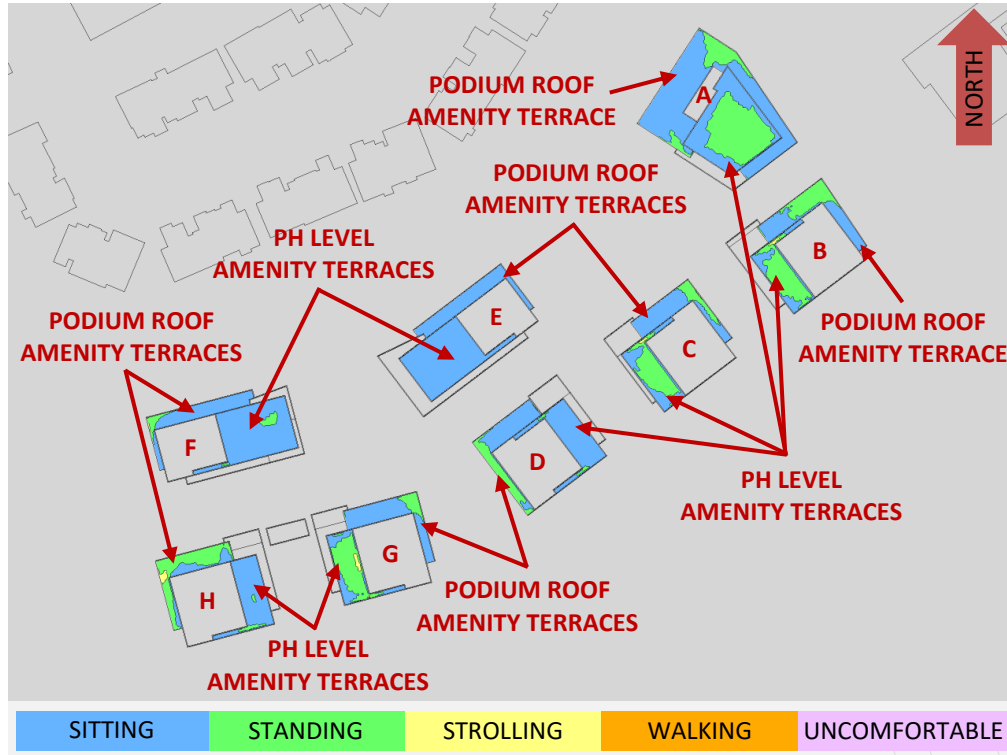 PODIUM ROOF
AMENITY TERRACE
A
NORTH
PODIUM ROOF
AMENITY TERRACES
PH LEVEL
AMENITY TERRACES
B
PODIUM ROOF
AMENITY TERRACES
E
PODIUM ROOF
AMENITY TERRACE
C
F
D
PH LEVEL
AMENITY TERRACES
G
H
PODIUM ROOF
AMENITY TERRACES
PH LEVEL
AMENITY TERRACES
SITTING
STANDING
STROLLING
WALKING
UNCOMFORTABLE